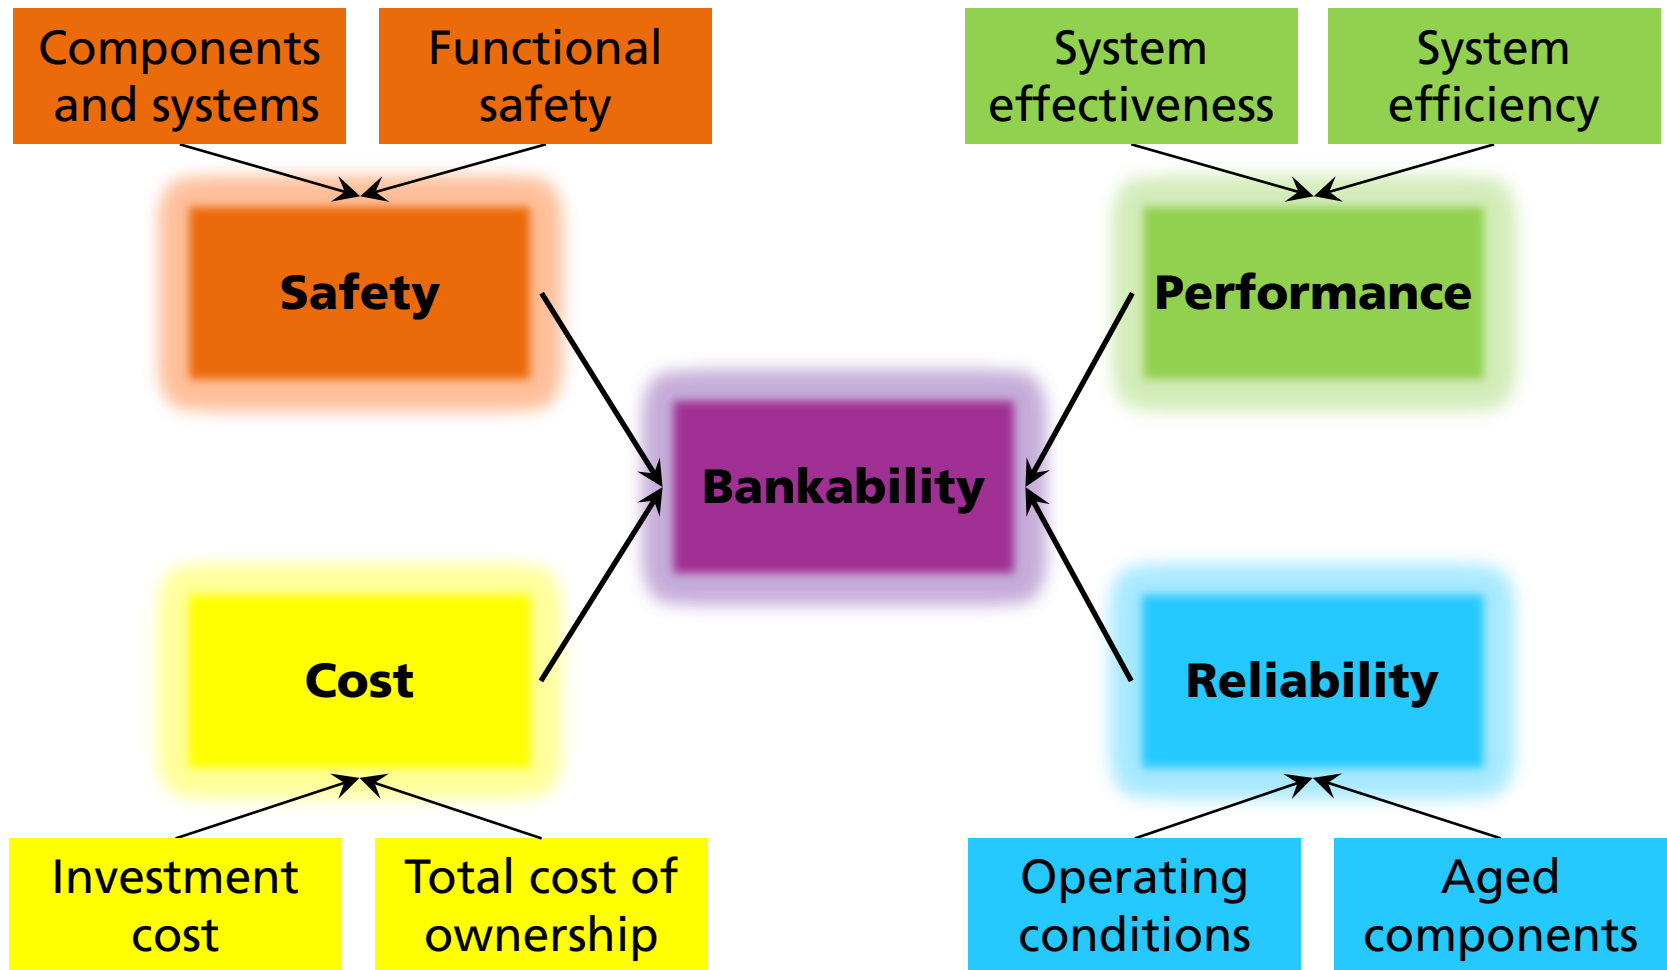 Components
and systems
Functional
safety
System
effectiveness
System
efficiency
Safety
Performance
Bankability
Cost
Reliability
Investment
cost
Total cost of
ownership
Operating
conditions
Aged
components